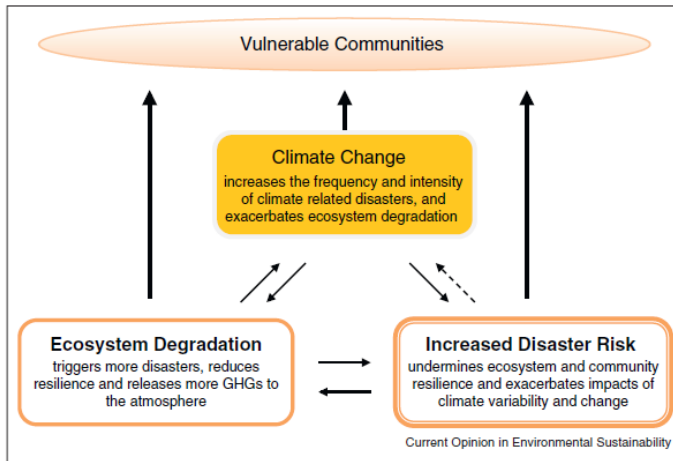 Vulnerable Communities
Climate Change
increases the frequency and intensity
of climate related disasters, and
exacerbates ecosystem degradation
Ecosystem Degradation
triggers more disasters, reduces
resilience and releases more GHGs to
the atmosphere
Increased Disaster Risk
undermines ecosystem and community
resilience and exacerbates impacts of
climate variability and change
Current Opinion in Environmental Sustainability